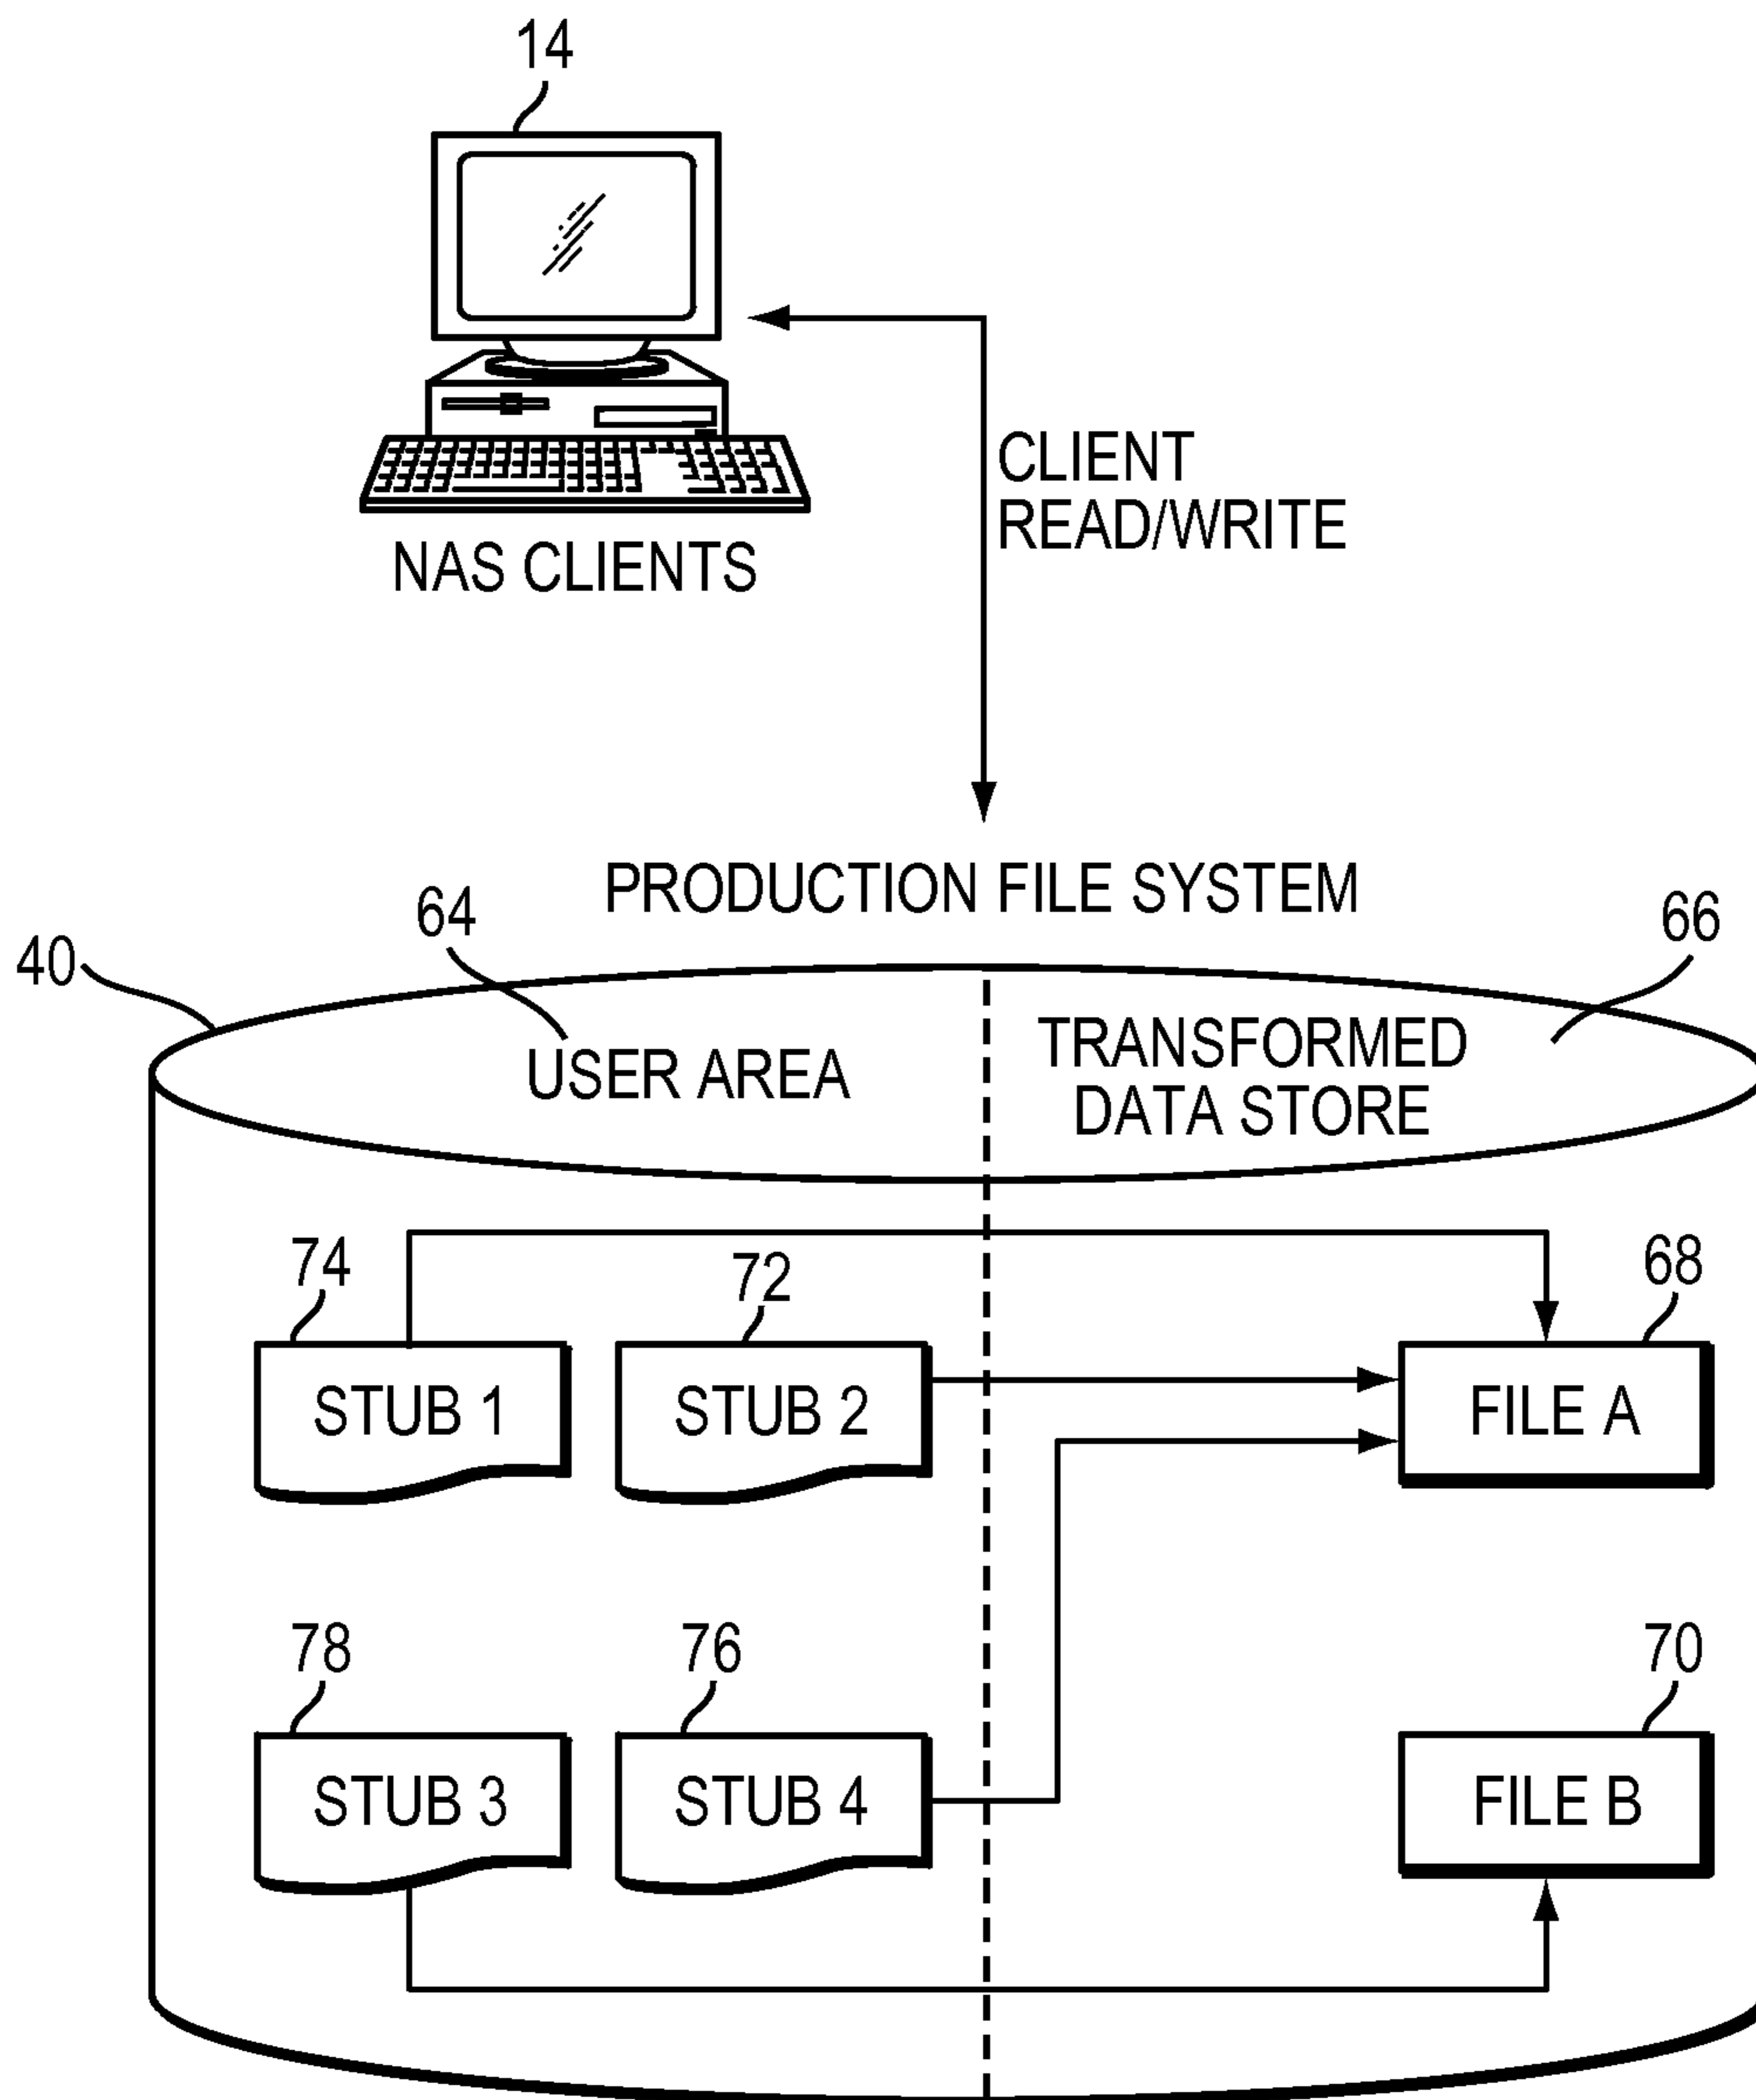 14
NAS CLIENTS
CLIENT
READ/WRITE
PRODUCTION FILE SYSTEM
64
66
40
USER AREA
TRANSFORMED
DATA STORE
74
72
68
STUB 1
STUB 2
FILE A
78
76
70
STUB 3
STUB 4
FILE B